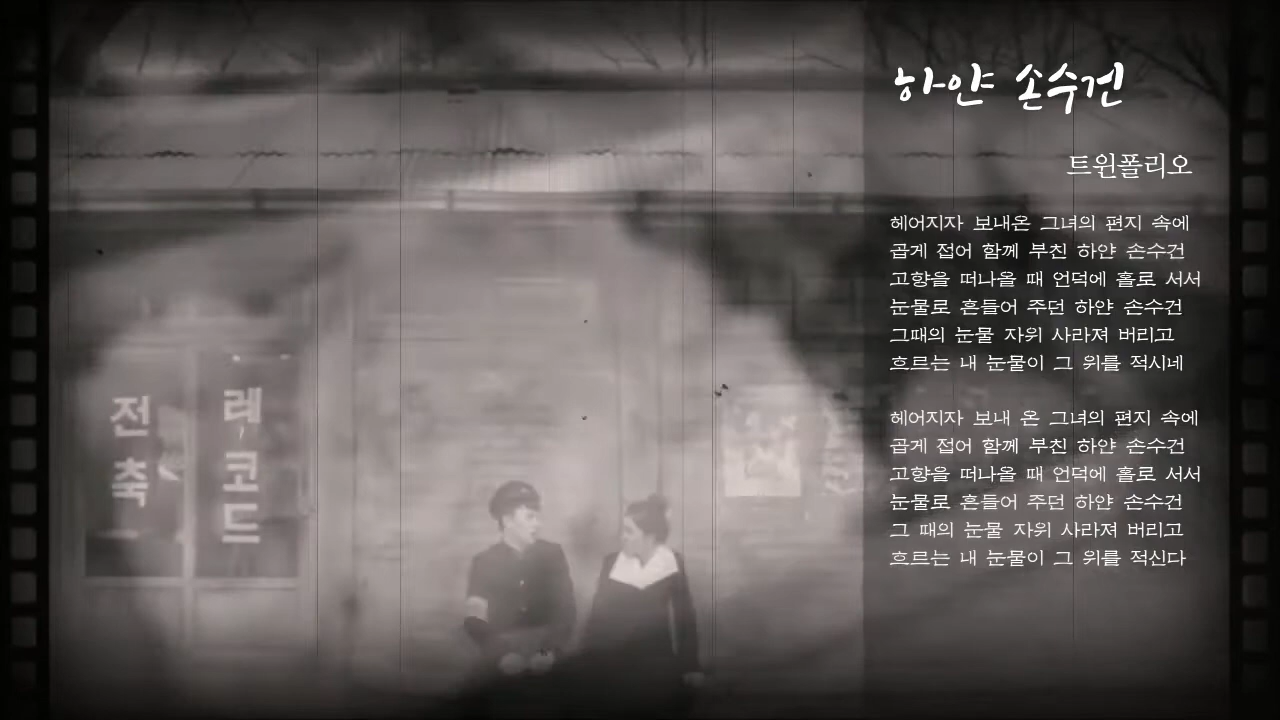 하얀 손수건
트윈폴리오
헤어지자 보내온 그녀의 편지 속에
곱게 접어 함께 부친 하얀 손수건
고향을 떠나올 때 언덕에 홀로 서서
눈물로 흔들어 주던 하얀 손수건
그때의 눈물 자위 사라져 버리고
흐르는 내 눈물이 그 위를 적시네
헤어지자 보내 온 그녀의 편지 속에
곱게 접어 함께 부친 하얀 손수건
고향을 떠나올 때 언덕에 홀로 서서
눈물로 흔들어 주던 하얀 손수건
그 때의 눈물 자위 사라져 버리고
흐르는 내 눈물이 그 위를 적신다
전축
레코드